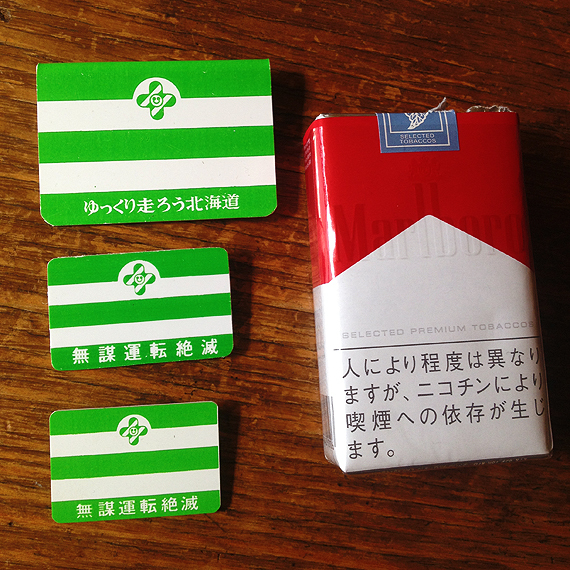 ゆっくり走ろう北海道
無謀運転絶滅
無謀運転絶滅
SELECTED
TOBACCOS
Marlboro
SELECTED PREMIUM TOBACCOS
人により程度は異なり
ますが、ニコチンにより
喫煙への依存が生じ
ます。